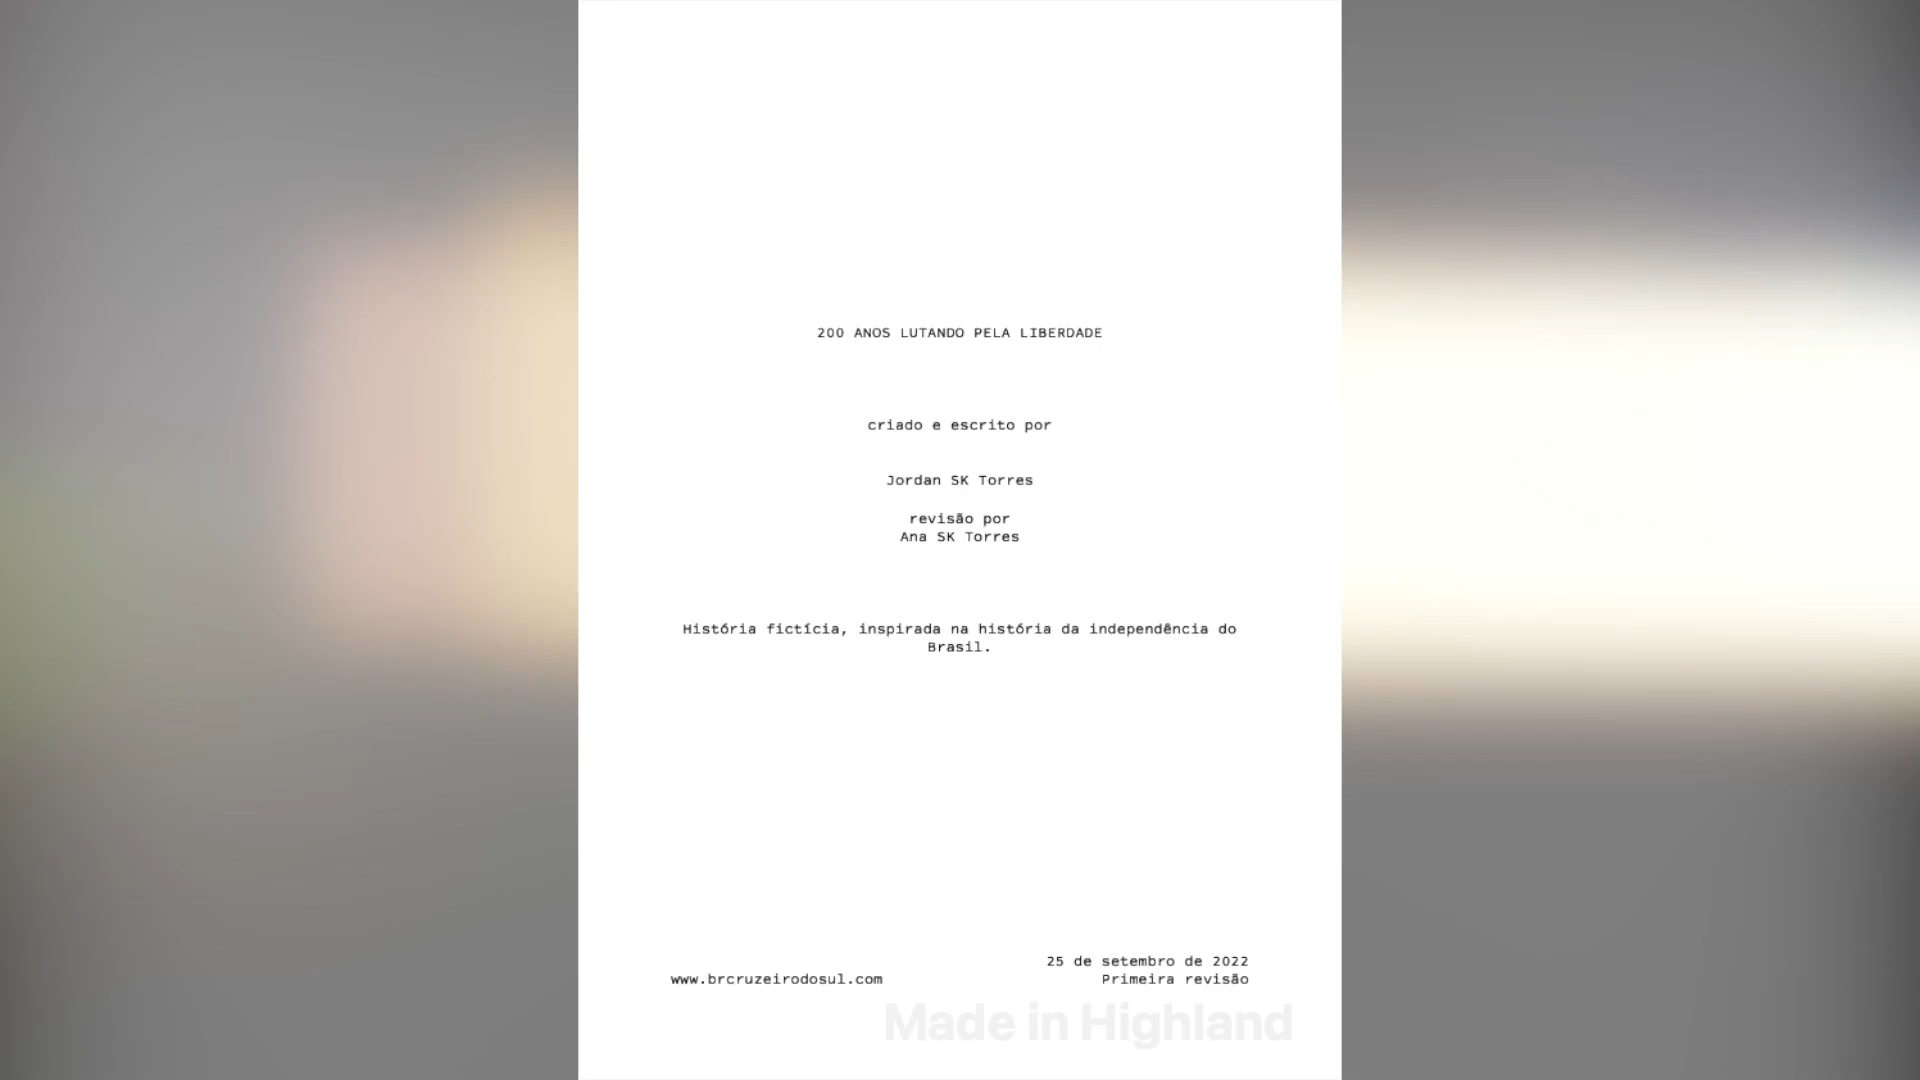 200 ANOS LUTANDO PELA LIBERDADE
criado e escrito por
Jordan SK Torres
revisão por
Ana SK Torres
História fictícia, inspirada na história da independência do
Brasil.
25 de setembro de 2022
www.brcruzeirodosul.com
Primeira revisão
Made in Highland